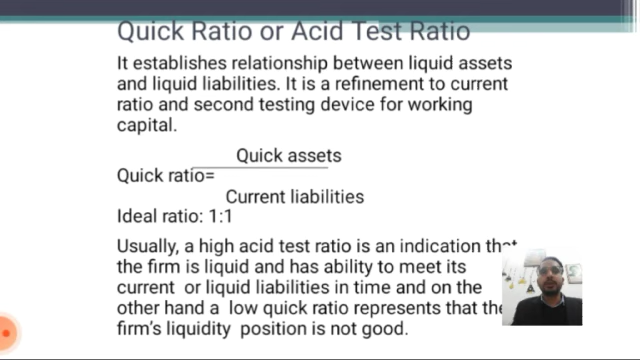 Quick Ratio or Acid Test Ratio
It establishes relationship between liquid assets
and liquid liabilities. It is a refinement to current
ratio and second testing device for working
capital.
Quick assets
Quick ratio=
Current liabilities
Ideal ratio: 1:1
Usually, a high acid test ratio is an indication that
the firm is liquid and has ability to meet its
current or liquid liabilities in time and on the
other hand a low quick ratio represents that the
firm's liquidity position is not good.